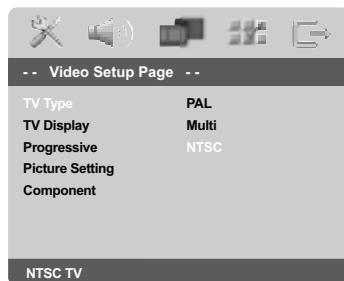 -- Video Setup Page --
TV Type PAL
TV Display Multi
Progressive NTSC
Picture Setting
Component
NTSC TV